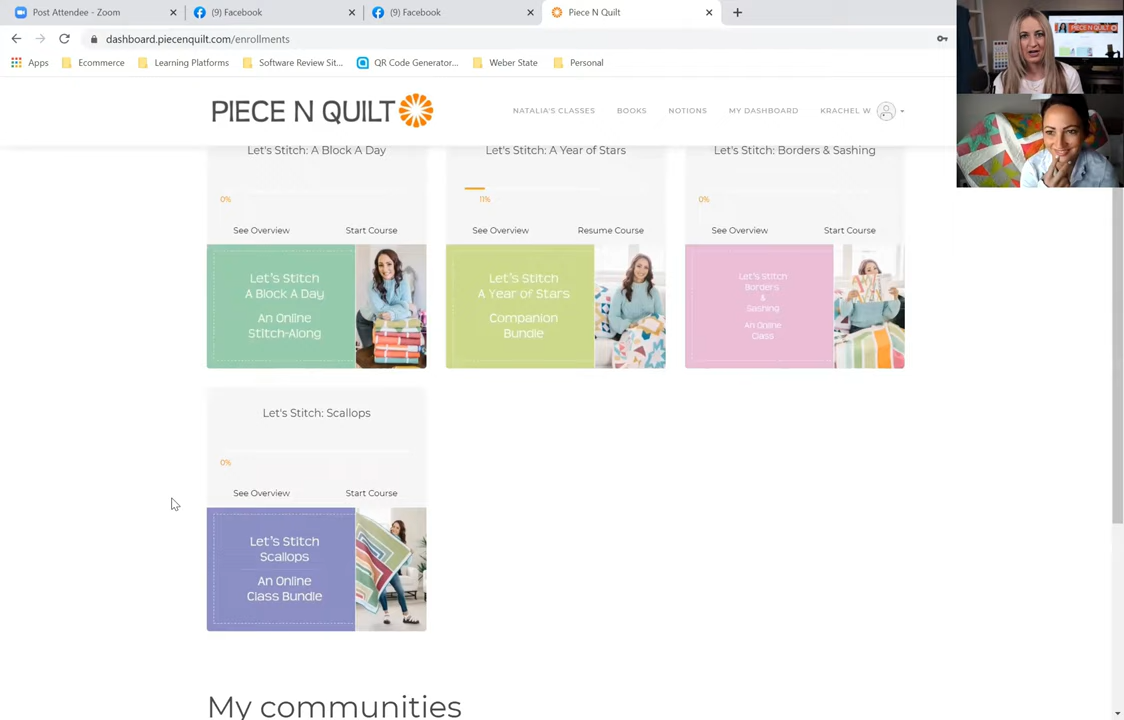 Post Attendee - Zoom
(9) Facebook
(9) Facebook
Piece N Quilt
dashboard.piecenquilt.com/enrollments
Apps
Ecommerce
Learning Platforms
Software Review Sit...
QR Code Generator...
Weber State
Personal
PIECE N QUILT
NATALIA'S CLASSES
BOOKS
NOTIONS
MY DASHBOARD
KRACHEL W
Let's Stitch: A Block A Day
0%
See Overview
Start Course
Let's Stitch
A Block A Day
An Online
Stitch-Along
Let's Stitch: A Year of Stars
11%
See Overview
Resume Course
Let's Stitch
A Year of Stars
Companion
Bundle
Let's Stitch: Borders & Sashing
0%
See Overview
Start Course
Let's Stitch
Borders
&
Sashing
An Online
Class
Let's Stitch: Scallops
0%
See Overview
Start Course
Let's Stitch
Scallops
An Online
Class Bundle
My communities